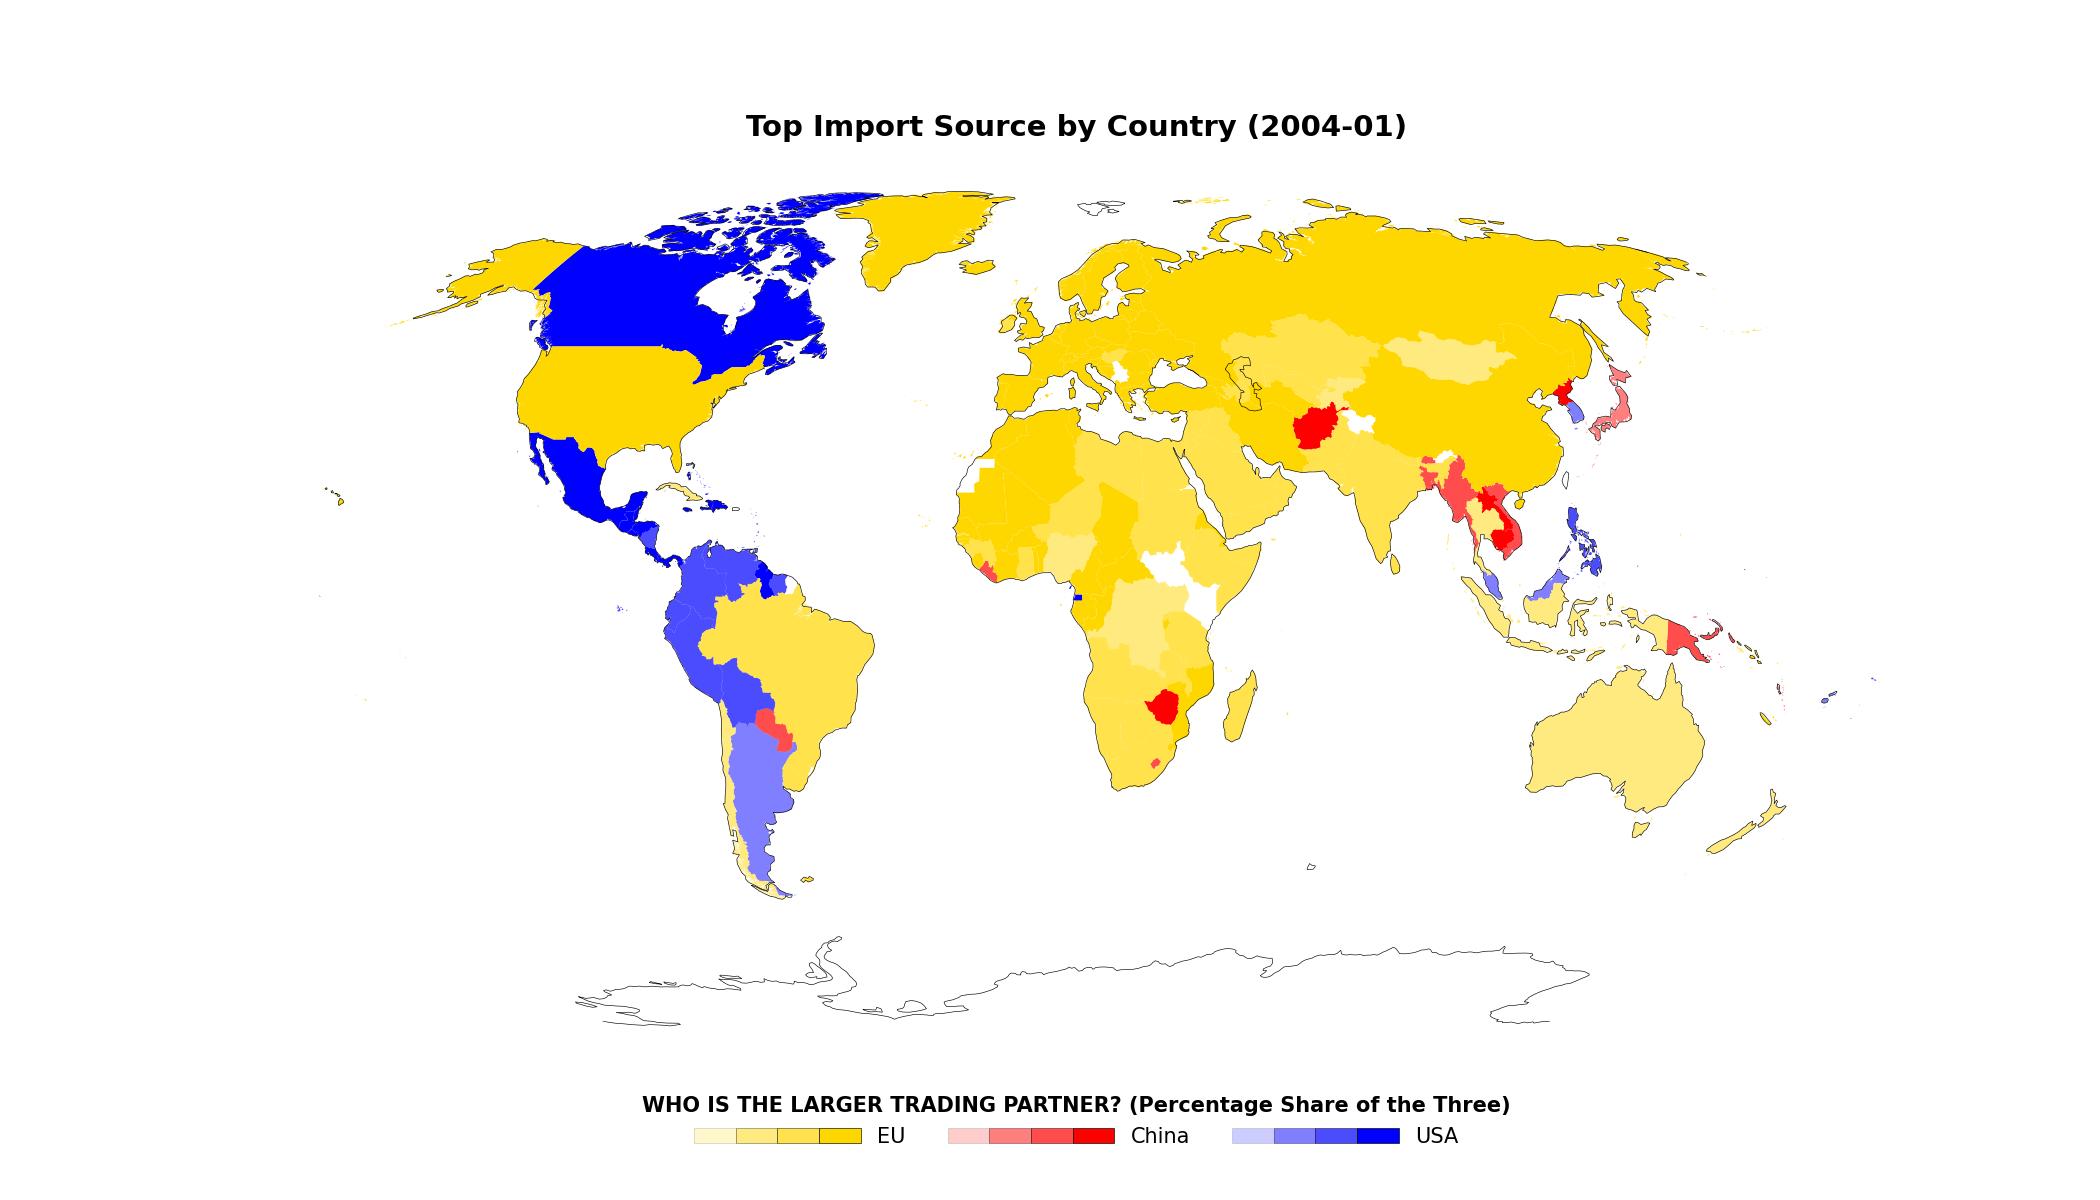 Top Import Source by Country (2004-01)
WHO IS THE LARGER TRADING PARTNER? (Percentage Share of the Three)
EU China USA